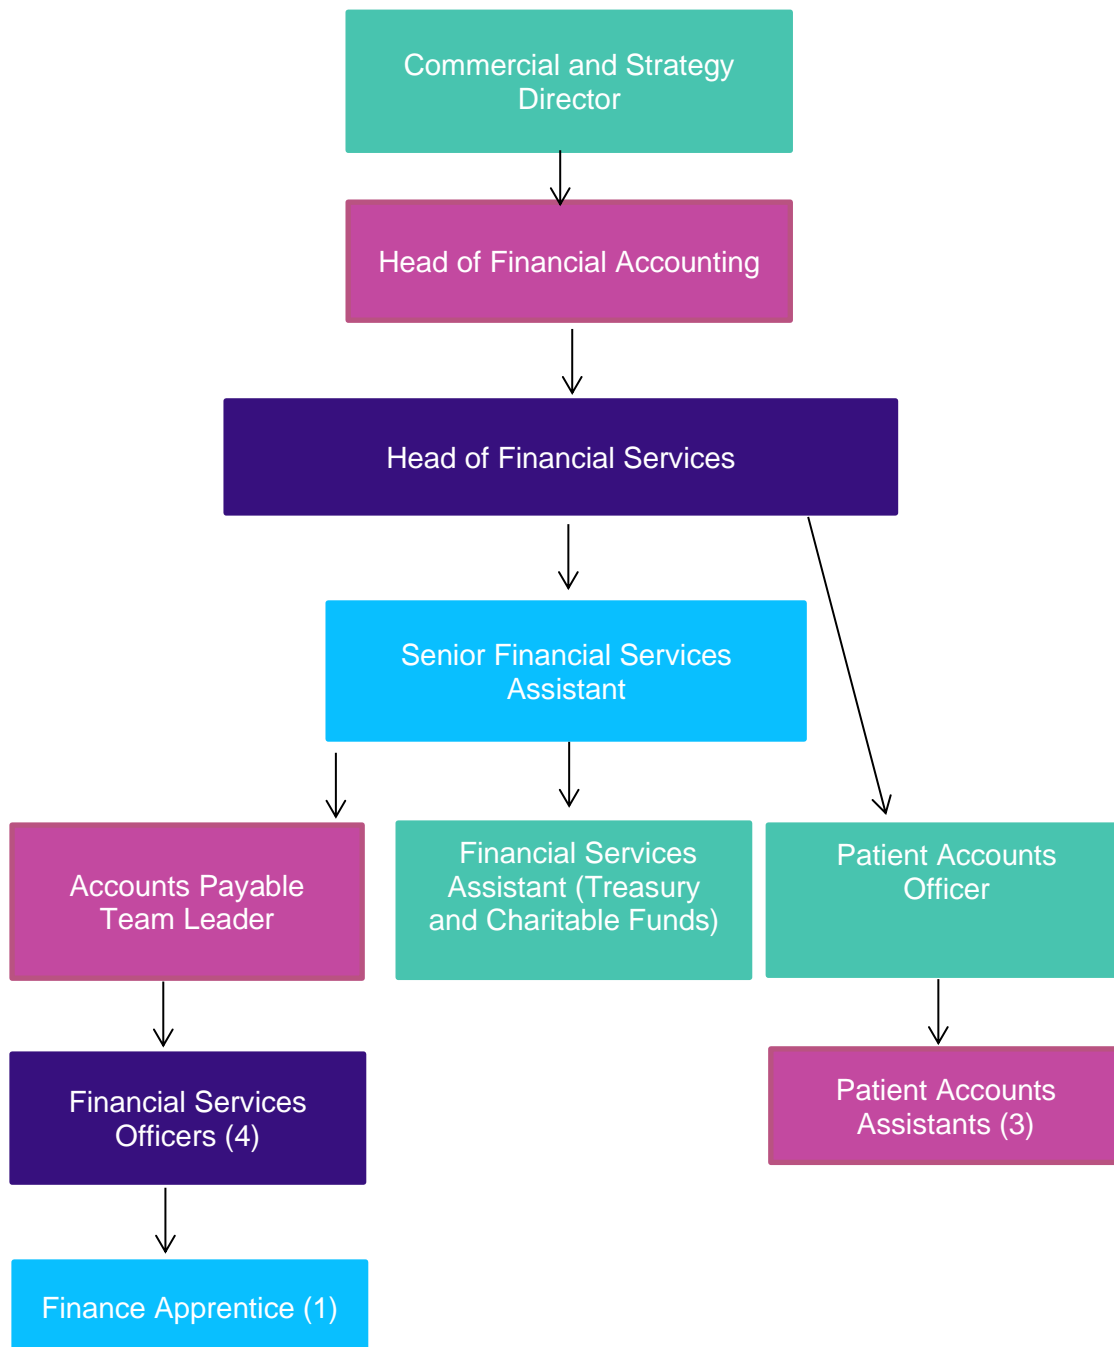 Commercial and Strategy
Director
Head of Financial Accounting
Head of Financial Services
Senior Financial Services
Assistant
Accounts Payable
Team Leader
Financial Services
Assistant (Treasury
and Charitable Funds)
Patient Accounts
Officer
Financial Services
Officers (4)
Patient Accounts
Assistants (3)
Finance Apprentice (1)